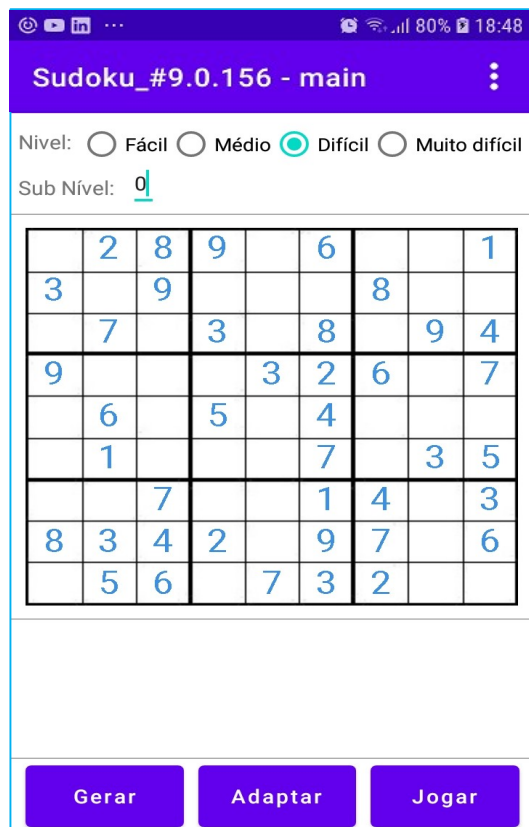 80% 18:48
Sudoku_#9.0.156 - main
Nivel: Fácil Médio Difícil Muito difícil
Sub Nível: 0
2 8 9 6 1
3 9 8
7 3 8 9 4
9 3 2 6 7
6 5 4
1 7 3 5
7 1 4 3
8 3 4 2 9 7 6
5 6 7 3 2
Gerar Adaptar Jogar